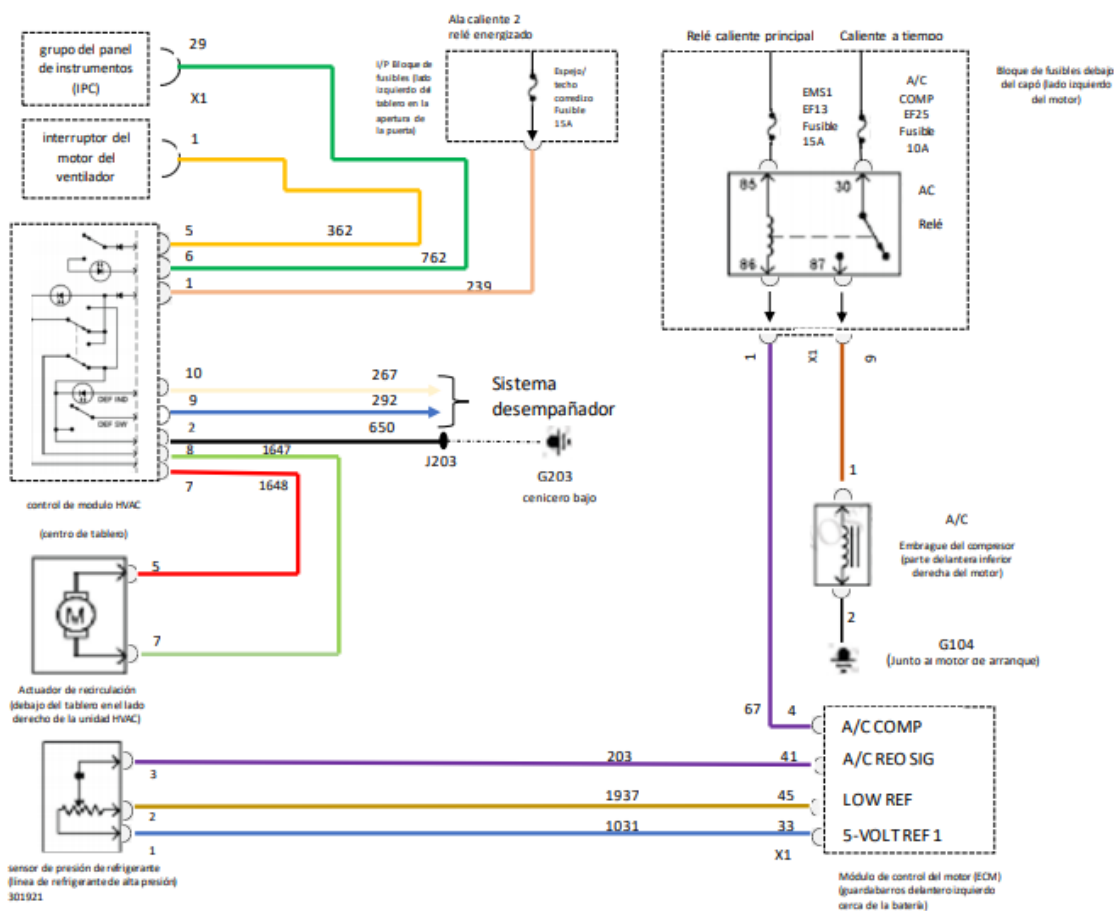 grupo del panel
de instrumentos
(IPC)
29
X1
interruptor del
motor del
ventilador
1
Ala caliente 2
relé energizado
I/P Bloque de
fusibles (lado
izquierdo del
tablero en la
apertura de
la puerta)
Espejo/
techo
corredizo
Fusible
15A
Relé caliente principal
Caliente a tiempo
Bloque de fusibles debajo
del capó (lado izquierdo
del motor)
EMS1
EF13
Fusible
15A
A/C
COMP
EF25
Fusible
10A
85
30
86
87
AC
Relé
1
X1
9
5
362
6
762
1
239
10
267
9
292
2
650
8
1647
7
1648
DEF IND
DEF SW
Sistema
desempañador
J203
G203
cenicero bajo
control de modulo HVAC
(centro de tablero)
M
5
7
Actuador de recirculación
(debajo del tablero en el lado
derecho de la unidad HVAC)
1
A/C
Embrague del compresor
(parte delantera inferior
derecha del motor)
2
G104
(Junto al motor de arranque)
67
4
A/C COMP
3
203
41
A/C REO SIG
2
1937
45
LOW REF
1
1031
33
5-VOLT REF 1
X1
sensor de presión de refrigerante
(línea de refrigerante de alta presión)
301921
Módulo de control del motor (ECM)
(guardabarros delantero izquierdo
cerca de la batería)